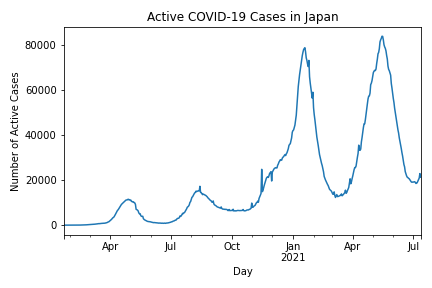 Active COVID-19 Cases in Japan
Number of Active Cases
80000
60000
40000
20000
0
Apr Jul Oct Jan Apr Jul
2021
Day